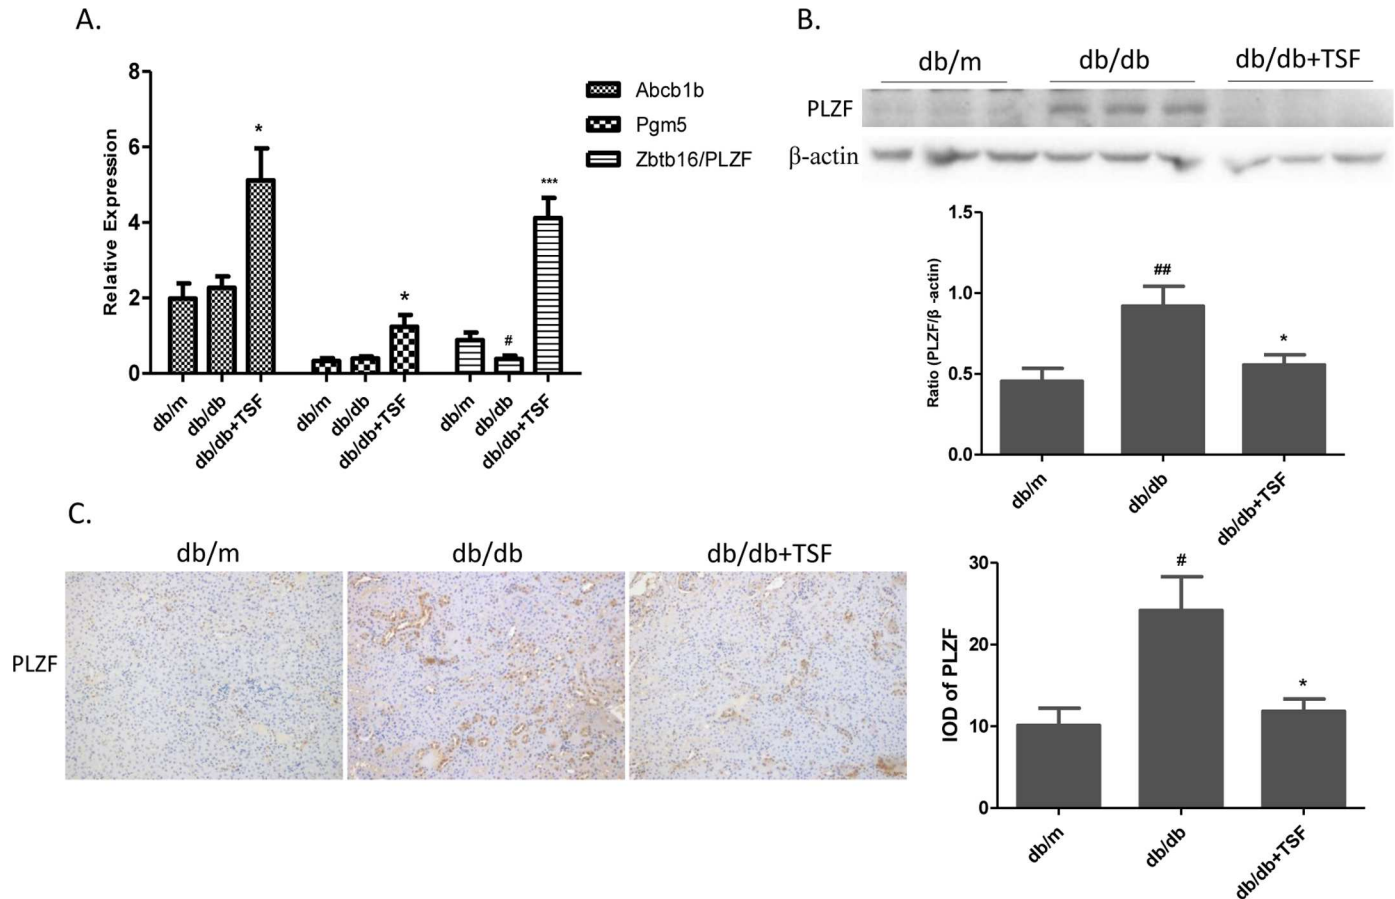 A.
8
6
4
2
0
Relative Expression
*
*
#
***
db/m
db/db
db/db+TSF
db/m
db/db
db/db+TSF
db/m
db/db
db/db+TSF
Abcb1b
Pgm5
Zbtb16/PLZF
B.
db/m db/db db/db+TSF
PLZF
β-actin
1.5
1.0
0.5
0.0
Ratio (PLZF/β -actin)
##
*
db/m
db/db
db/db+TSF
C.
db/m db/db db/db+TSF
PLZF
30
20
10
0
IOD of PLZF
#
*
db/m
db/db
db/db+TSF